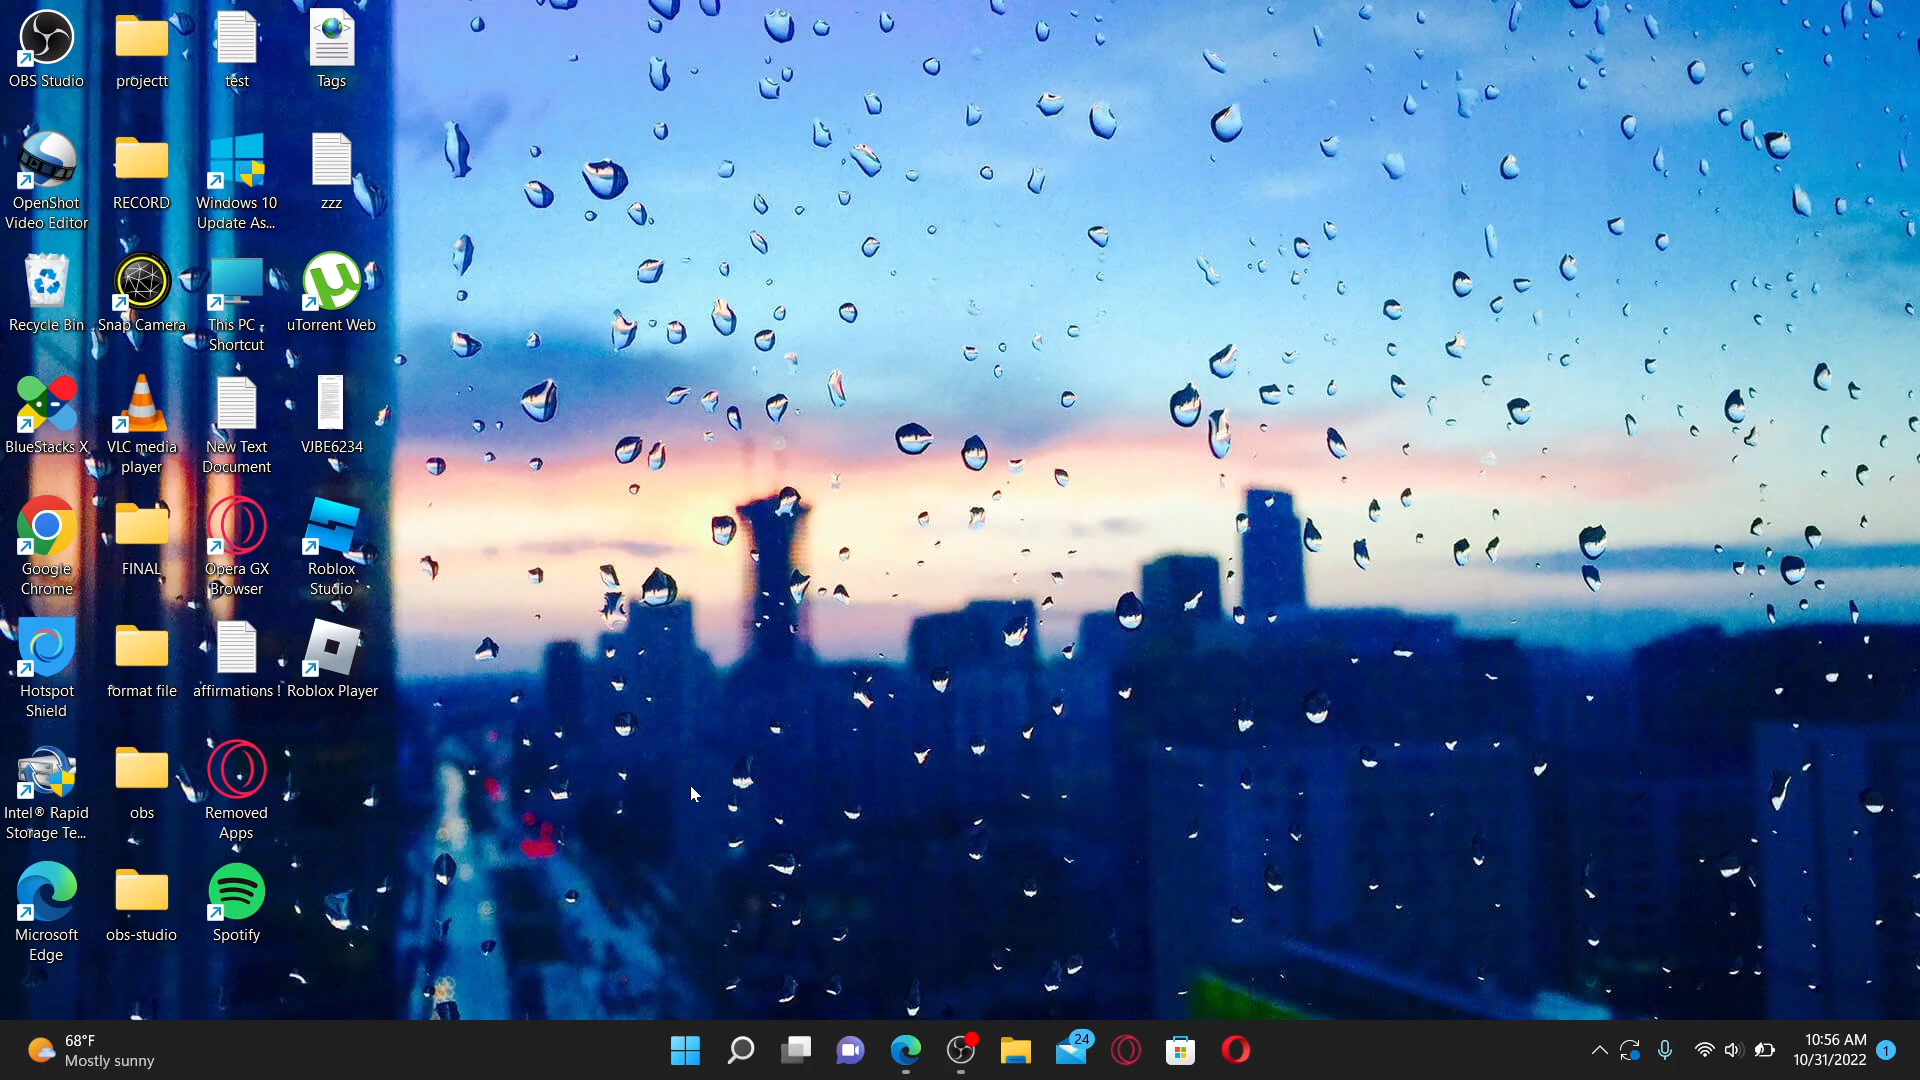 OBS Studio
projectt
test
Tags
OpenShot
Video Editor
RECORD
Windows 10
Update As...
zzz
Recycle Bin
Snap Camera
This PC -
Shortcut
uTorrent Web
BlueStacks X
VLC media
player
New Text
Document
VJBE6234
Google
Chrome
FINAL
Opera GX
Browser
Roblox
Studio
Hotspot
Shield
format file
affirmations !
Roblox Player
Intel® Rapid
Storage Te...
obs
Removed
Apps
Microsoft
Edge
obs-studio
Spotify
68°F
Mostly sunny
24
10:56 AM
10/31/2022
1